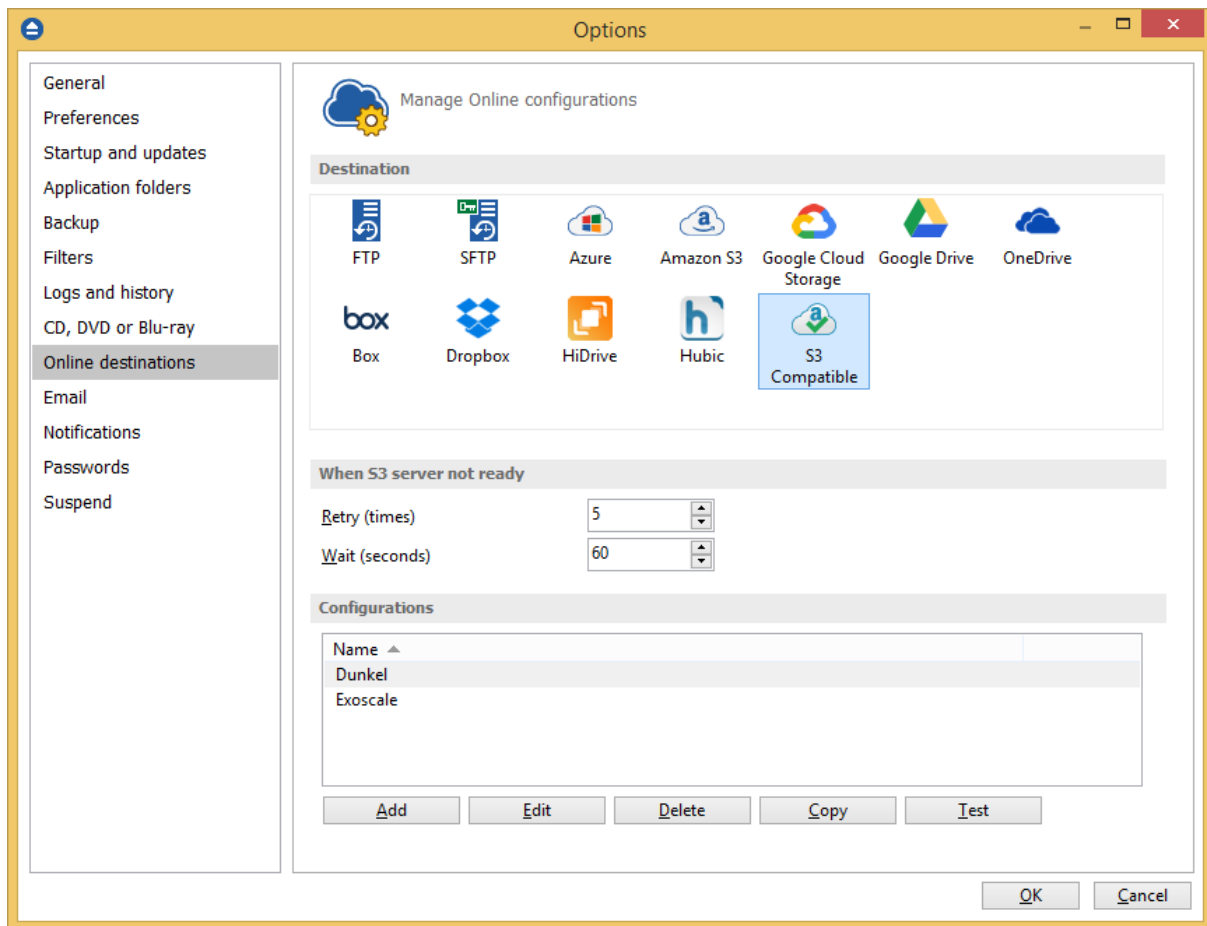 Options
General
Preferences
Startup and updates
Application folders
Backup
Filters
Logs and history
CD, DVD or Blu-ray
Online destinations
Email
Notifications
Passwords
Suspend
Manage Online configurations
Destination
FTP
SFTP
Azure
Amazon S3
Google Cloud
Storage
Google Drive
OneDrive
box
Box
Dropbox
HiDrive
h
Hubic
a
S3
Compatible
When S3 server not ready
Retry (times)
5
Wait (seconds)
60
Configurations
Name
Dunkel
Exoscale
Add
Edit
Delete
Copy
Test
OK
Cancel